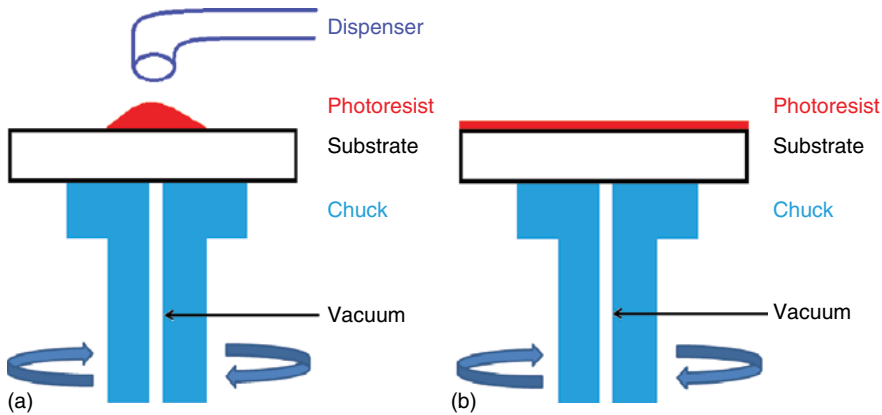 Dispenser
Photoresist
Substrate
Chuck
Vacuum
(a)
Photoresist
Substrate
Chuck
Vacuum
(b)